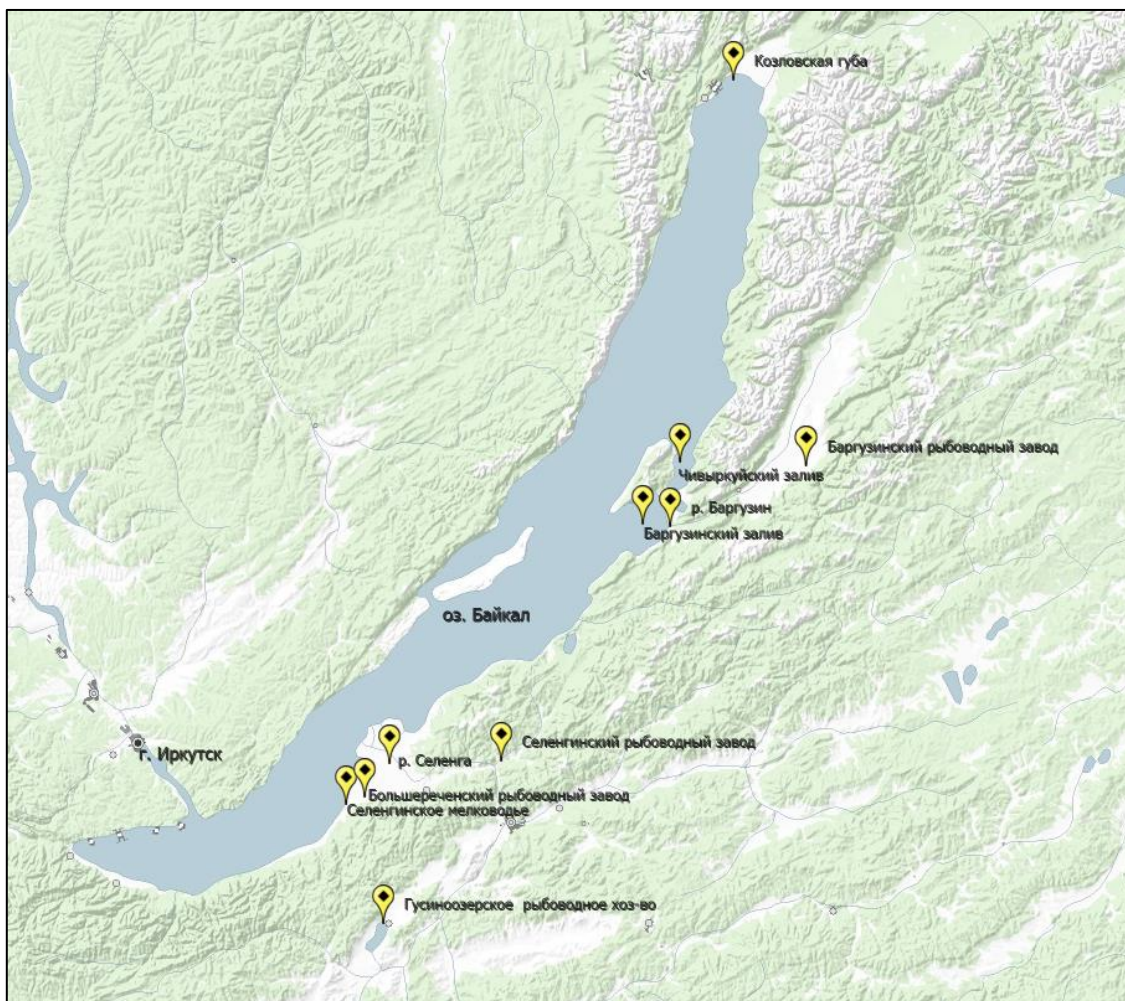 Козловская губа
Баргузинский рыбоводный завод
Чивыркуйский залив
р. Баргузин
Баргузинский залив
оз. Байкал
Селенгинский рыбоводный завод
г. Иркутск
р. Селенга
Большереченский рыбоводный завод
Селенгинское мелководье
Гусиноозерское рыбоводное хоз-во